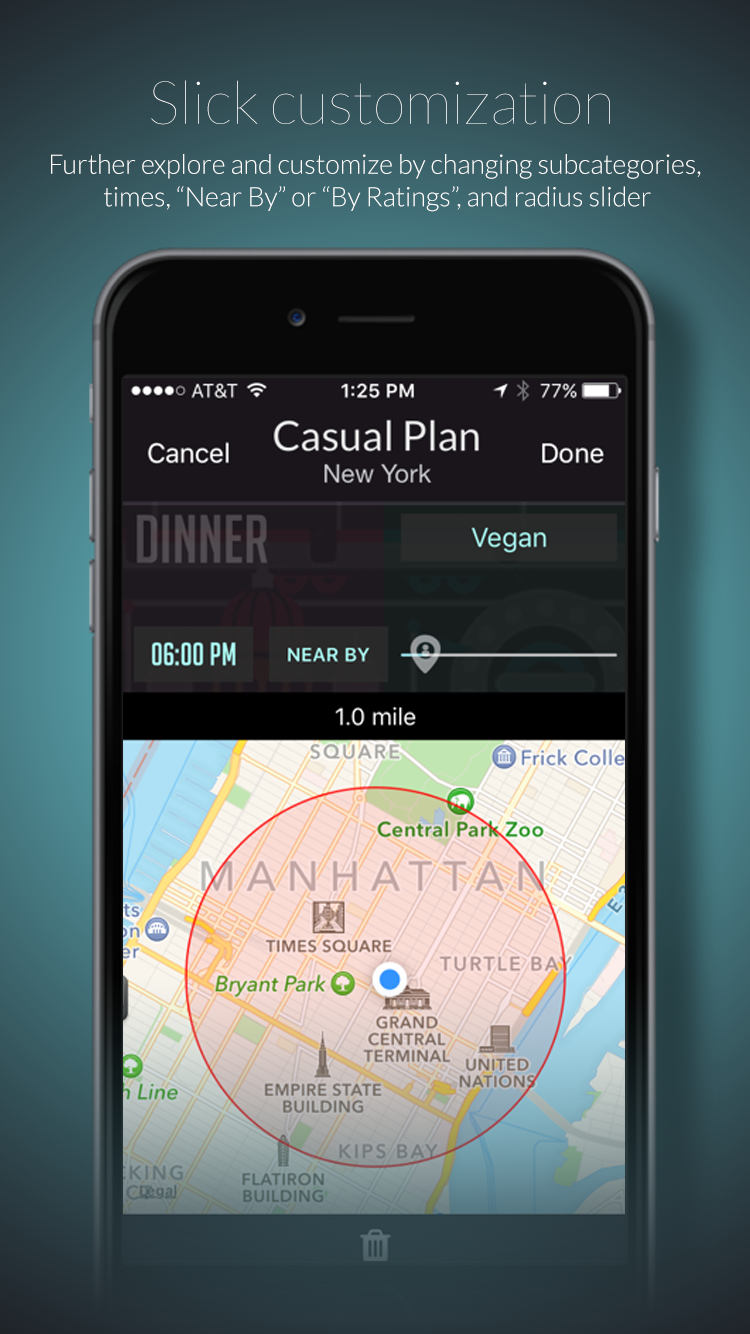 Slick customization
Further explore and customize by changing subcategories,
times, “Near By” or “By Ratings”, and radius slider
AT&T 1:25 PM 77%
Cancel Casual Plan Done
New York
DINNER Vegan
06:00 PM NEAR BY
1.0 mile
SQUARE
Frick Colle
Central Park Zoo
MANHATTAN
TIMES SQUARE
TURTLE BAY
Bryant Park
GRAND
CENTRAL
TERMINAL
UNITED
NATIONS
h Line
EMPIRE STATE
BUILDING
KIPS BAY
FLATIRON
BUILDING
CKING
Legal